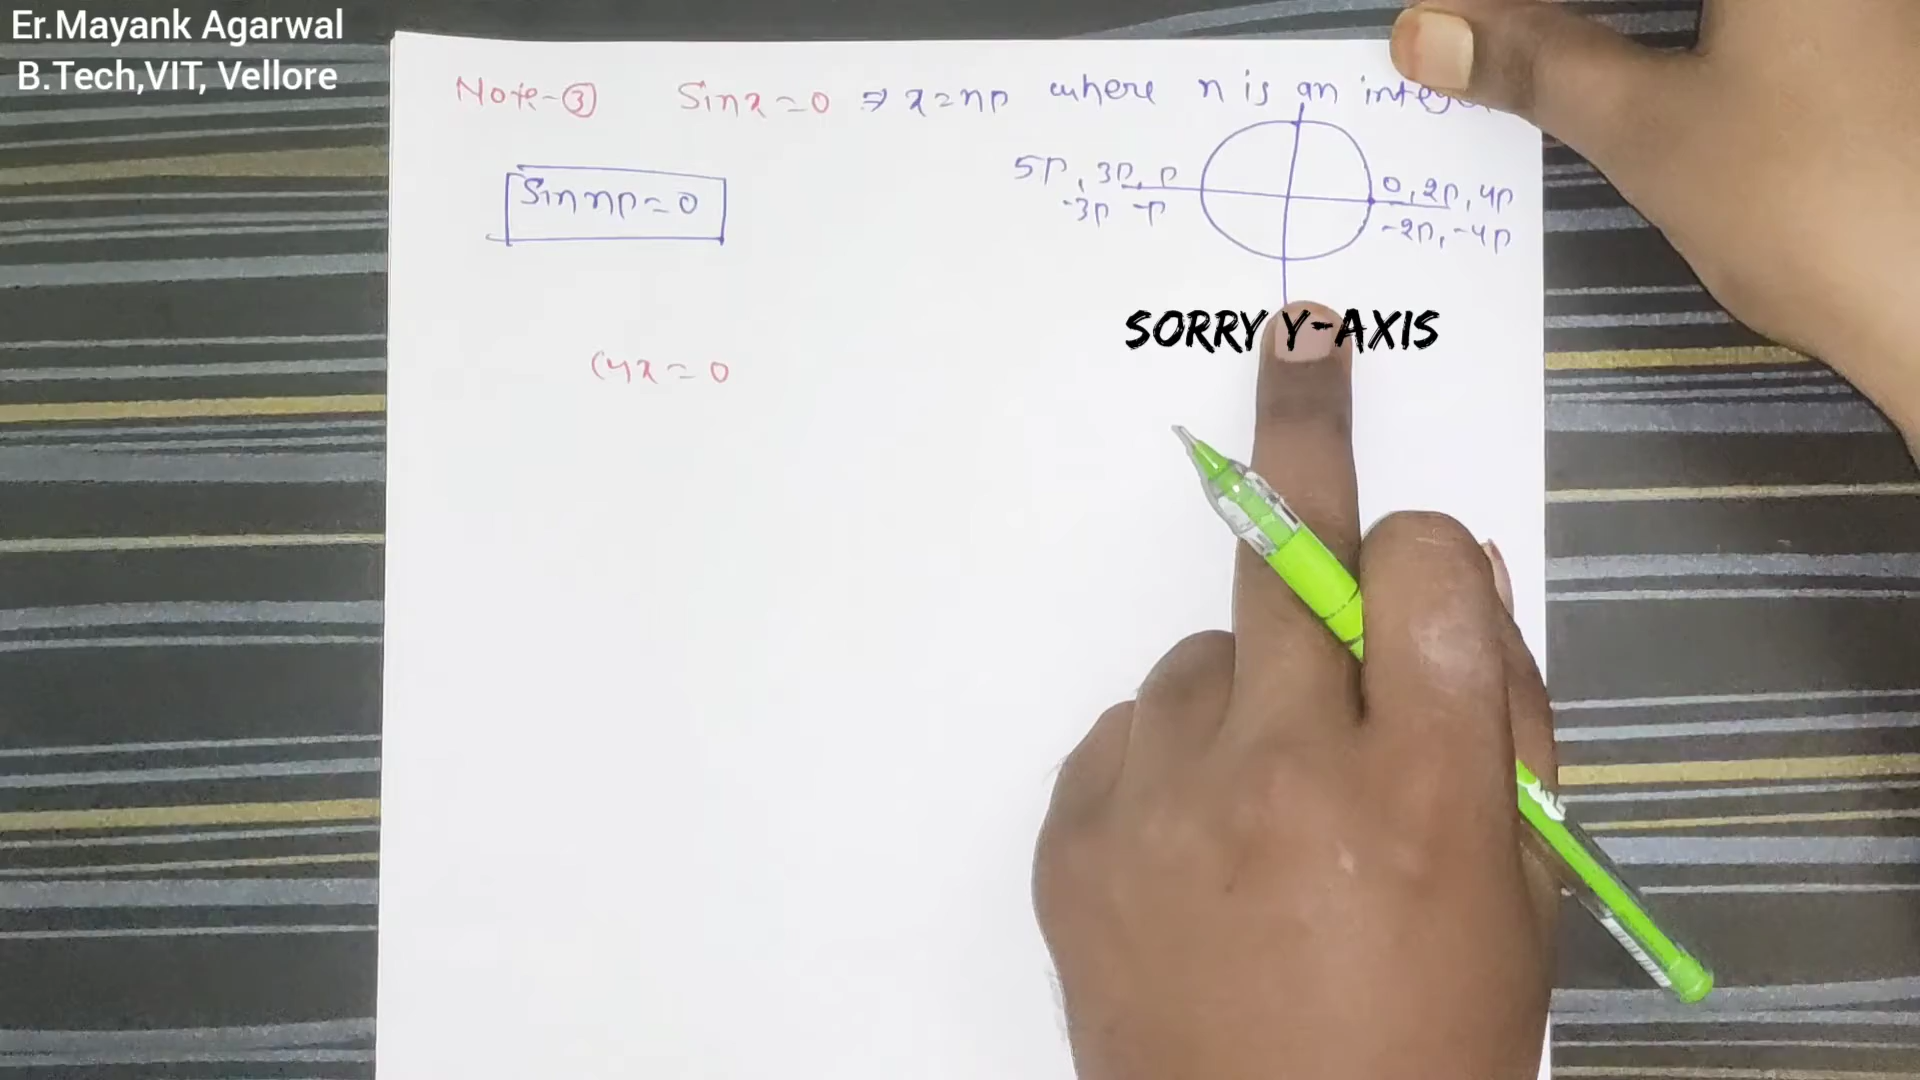 Er.Mayank Agarwal
B.Tech,VIT, Vellore
Note-③ Sinx=0 ⇒ x=nπ where n is an
Sin nπ=0
5π, 3π, π
-3π -π
0, 2π, 4π
-2π, -4π
SORRY Y-AXIS
Cosx=0